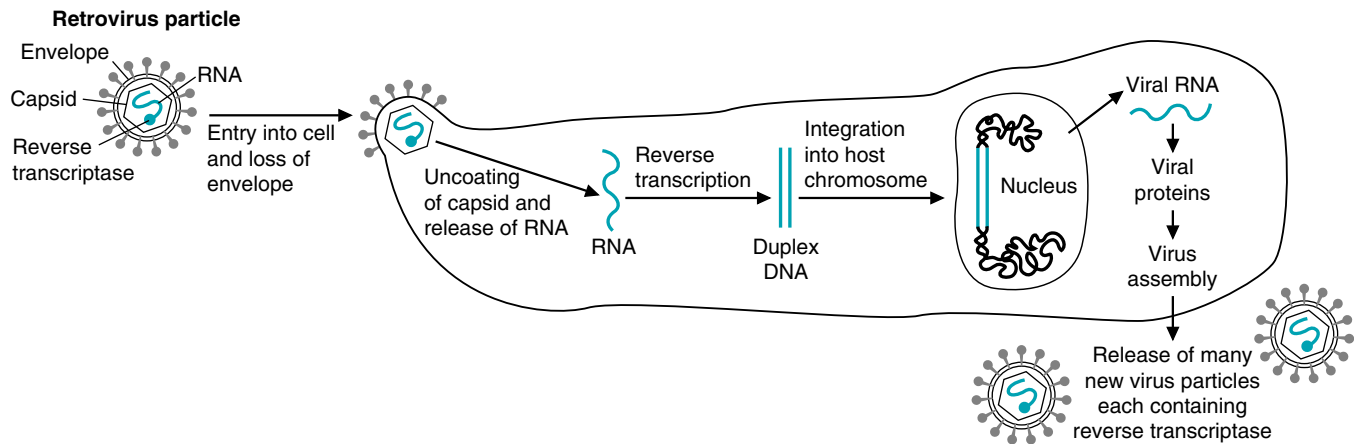 Retrovirus particle
Envelope
RNA
Capsid
Reverse
transcriptase
Entry into cell
and loss of
envelope
Uncoating
of capsid and
release of RNA
RNA
Reverse
transcription
Duplex
DNA
Integration
into host
chromosome
Nucleus
Viral RNA
Viral
proteins
Virus
assembly
Release of many
new virus particles
each containing
reverse transcriptase